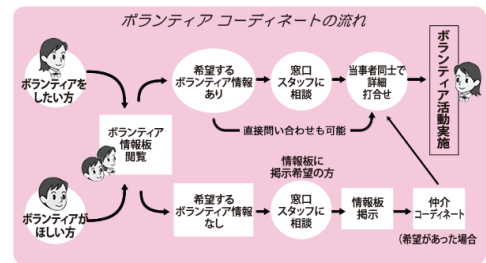 ボランティア コーディネートの流れ
ボランティアを
したい方
ボランティア
情報板
閲覧
ボランティアが
ほしい方
希望する
ボランティア情報
あり
窓口
スタッフに
相談
当事者同士で
詳細
打合せ
ボランティア活動実施
直接問い合わせも可能
希望する
ボランティア情報
なし
情報板に
掲示希望の方
窓口
スタッフに
相談
情報板
掲示
仲介
コーディネート
(希望があった場合